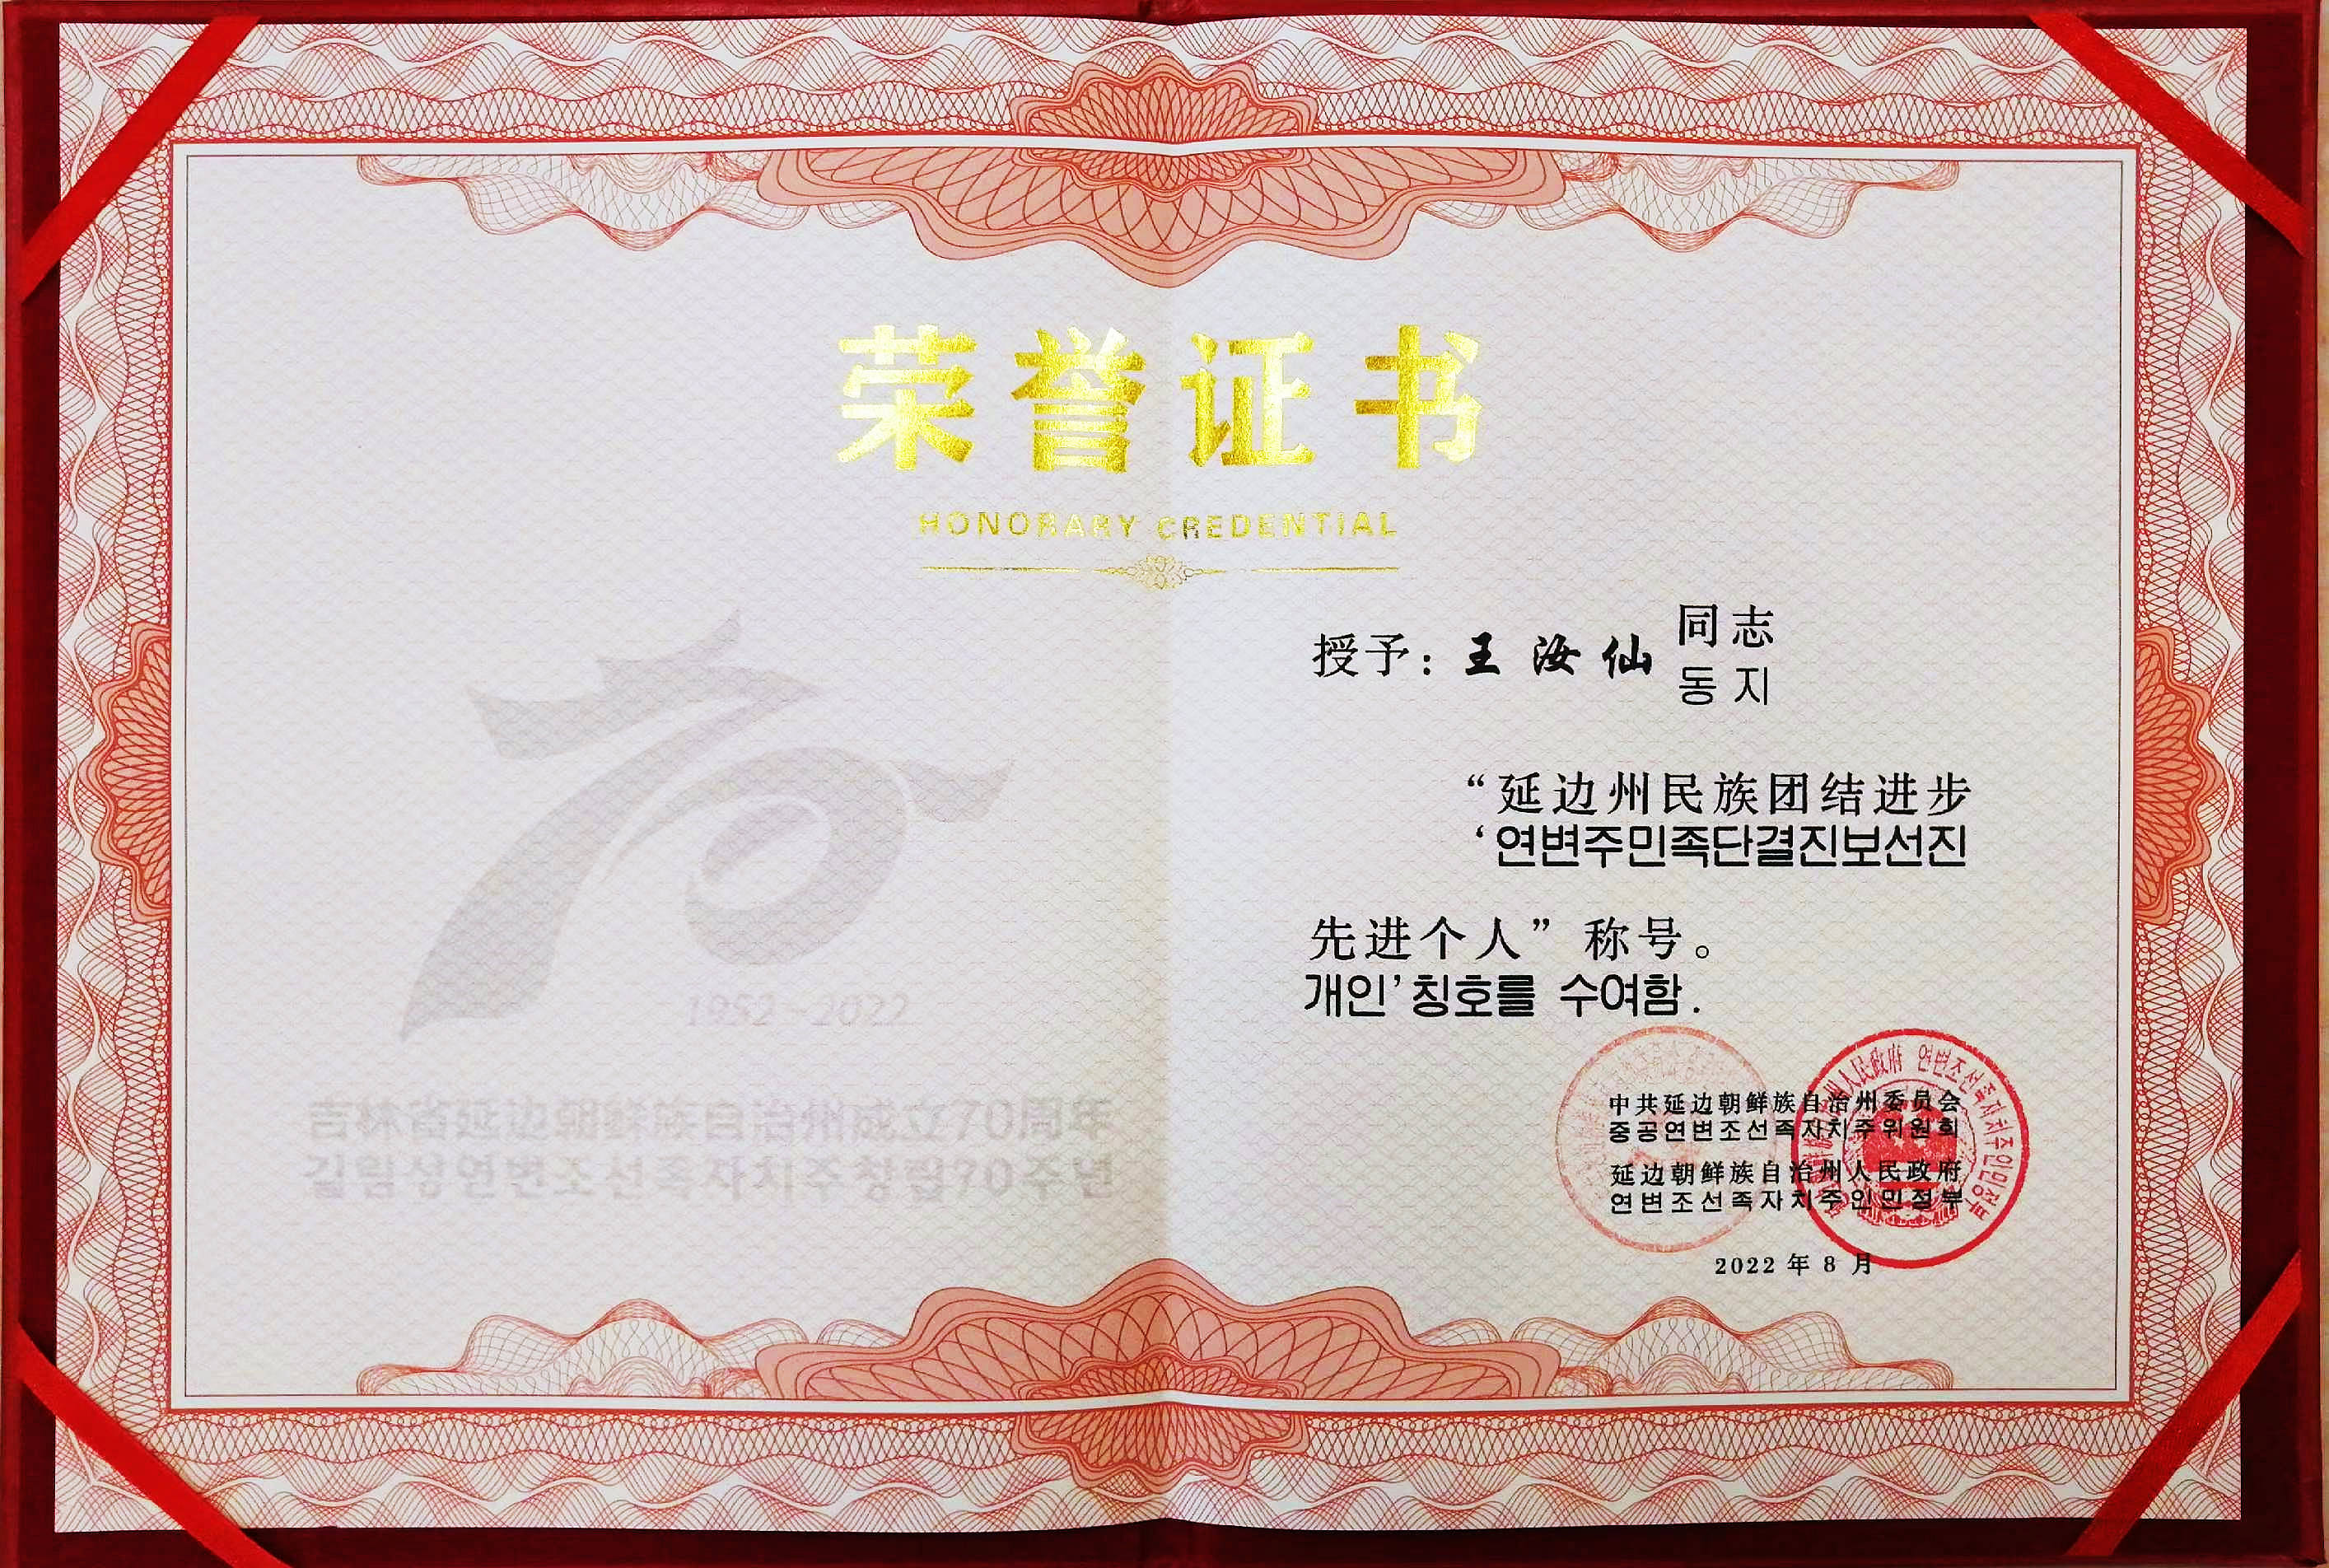 荣誉证书
HONORARY CREDENTIAL
授予：王汝仙 同志
동지
“延边州民族团结进步
‘연변주민족단결진보선진
先进个人”称号。
개인’칭호를 수여함.
1952-2022
吉林省延边朝鲜族自治州成立70周年
길림성연변조선족자치주창립70주년
中共延边朝鲜族自治州委员会
중공연변조선족자치주위원회
延边朝鲜族自治州人民政府
연변조선족자치주인민정부
2022 年 8 月